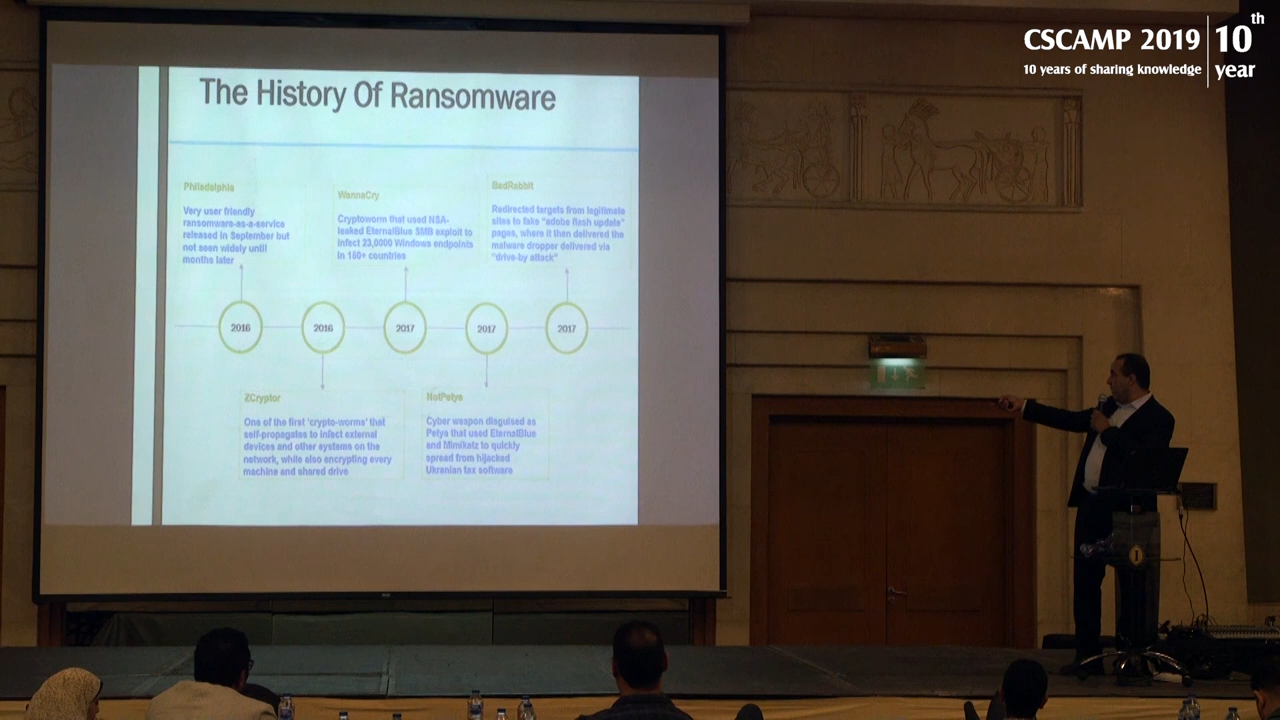 CSCAMP 2019
10 years of sharing knowledge
10th
year
The History Of Ransomware
Philadelphia
Very user friendly
ransomware-as-a-service
released in September but
not seen widely until
months later
WannaCry
Cryptoworm that used NSA-
leaked EternalBlue SMB exploit to
infect 23,0000 Windows endpoints
in 150+ countries
BadRabbit
Redirected targets from legitimate
sites to fake "adobe flash update"
pages, where it then delivered the
malware dropper delivered via
"drive-by attack"
2016
2016
2017
2017
2017
ZCryptor
One of the first 'crypto-worms' that
self-propagates to infect external
devices and other systems on the
network, while also encrypting every
machine and shared drive
NotPetya
Cyber weapon disguised as
Petya that used EternalBlue
and Mimikatz to quickly
spread from hijacked
Ukranian tax software